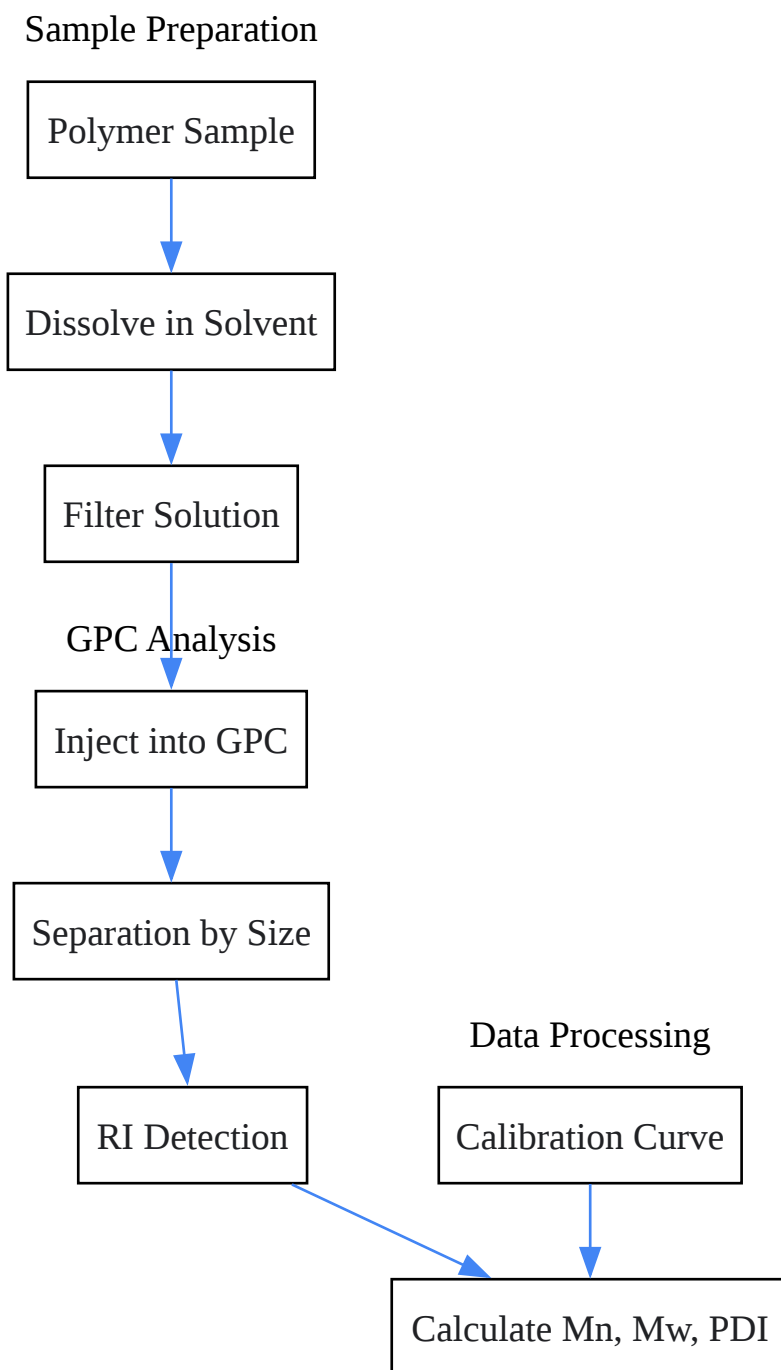 Sample Preparation
Polymer Sample
Dissolve in Solvent
Filter Solution
GPC Analysis
Inject into GPC
Separation by Size
Data Processing
RI Detection
Calibration Curve
Calculate Mn, Mw, PDI